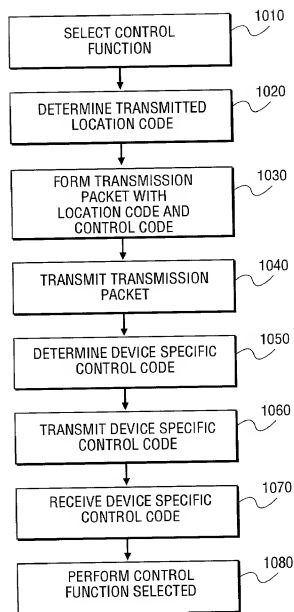 1010
SELECT CONTROL
FUNCTION
1020
DETERMINE TRANSMITTED
LOCATION CODE
1030
FORM TRANSMISSION
PACKET WITH
LOCATION CODE AND
CONTROL CODE
1040
TRANSMIT TRANSMISSION
PACKET
1050
DETERMINE DEVICE SPECIFIC
CONTROL CODE
1060
TRANSMIT DEVICE SPECIFIC
CONTROL CODE
1070
RECEIVE DEVICE SPECIFIC
CONTROL CODE
1080
PERFORM CONTROL
FUNCTION SELECTED